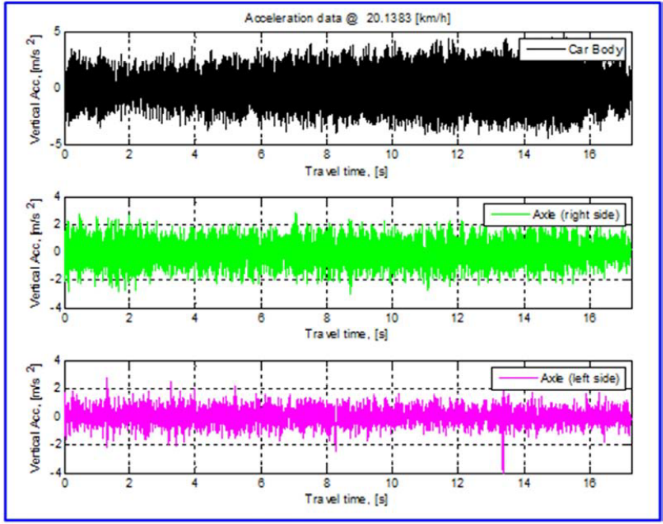 Acceleration data @ 20.1383 [km/h]
5
0
-5
Vertical Acc, [m/s 2]
Car Body
0 2 4 6 8 10 12 14 16
Travel time, [s]
4
2
0
-2
-4
Vertical Acc, [m/s 2]
Axle (right side)
0 2 4 6 8 10 12 14 16
Travel time, [s]
4
2
0
-2
-4
Vertical Acc, [m/s 2]
Axle (left side)
0 2 4 6 8 10 12 14 16
Travel time, [s]